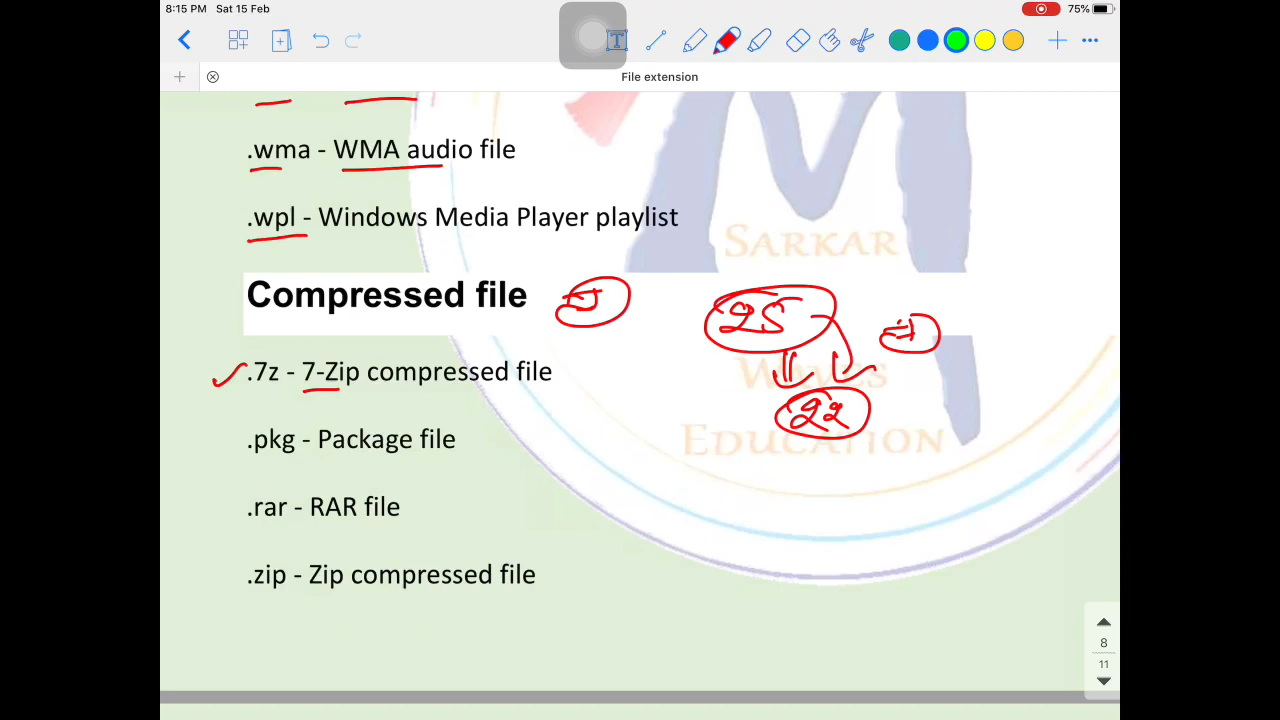 8:15 PM Sat 15 Feb
75%
T
File extension
.wma - WMA audio file
.wpl - Windows Media Player playlist
SARKAR
Compressed file
25
.7z - 7-Zip compressed file
WAVES
22
.pkg - Package file
EDUCATION
.rar - RAR file
.zip - Zip compressed file
8
11